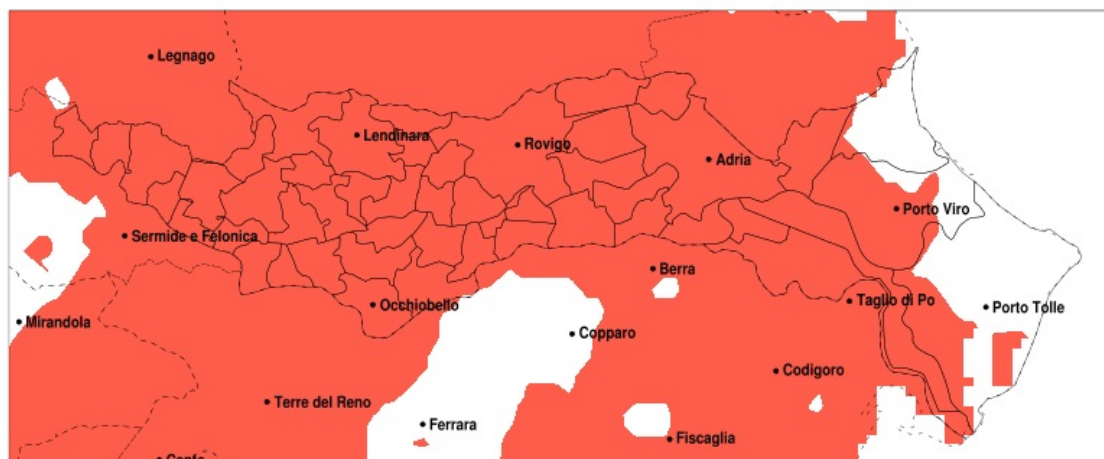 Legnago
Lendinara
Rovigo
Adria
Porto Viro
Sermide e Felonica
Berra
Occhiobello
Taglio di Po
Porto Tolle
Mirandola
Copparo
Codigoro
Terre del Reno
Ferrara
Fiscaglia